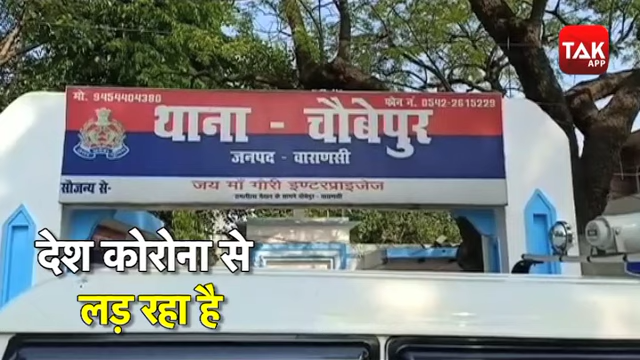 TAK
APP
मो. 9454404380
फोन नं. 0542-2615229
थाना - चौबेपुर
जनपद - वाराणसी
सौजन्य से-
जय माँ गौरी इण्टरप्राइजेज
देश कोरोना से
लड़ रहा है